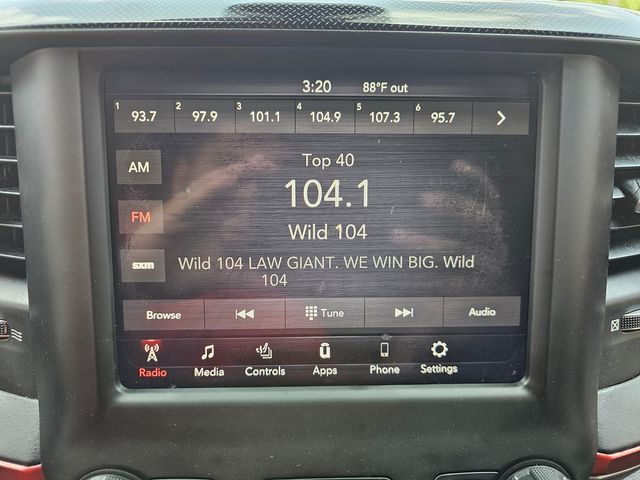 3:20 88°F out
1 93.7 2 97.9 3 101.1 4 104.9 5 107.3 6 95.7
AM
Top 40
104.1
FM
Wild 104
sxm
Wild 104 LAW GIANT. WE WIN BIG. Wild
104
Browse Tune Audio
Radio Media Controls Apps Phone Settings